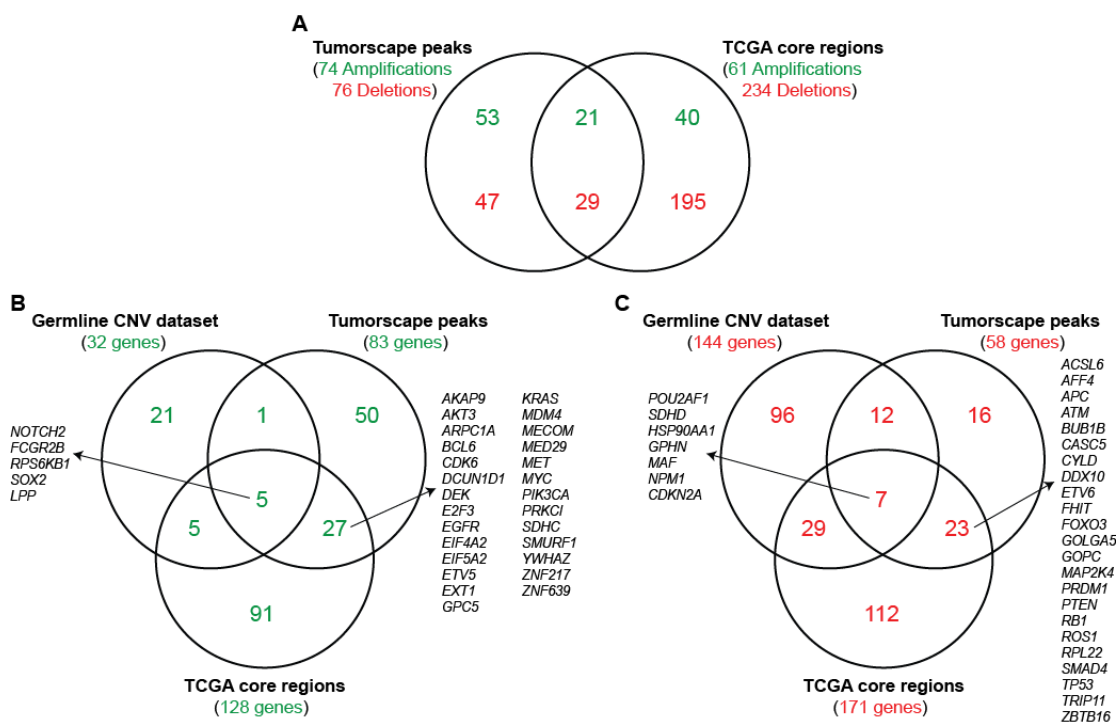 A
Tumorscape peaks
(74 Amplifications
76 Deletions)
TCGA core regions
(61 Amplifications
234 Deletions)
53
21
40
47
29
195
B
Germline CNV dataset
(32 genes)
Tumorscape peaks
(83 genes)
21
1
50
5
5
27
91
NOTCH2
FCGR2B
RPS6KB1
SOX2
LPP
AKAP9
AKT3
ARPC1A
BCL6
CDK6
DCUN1D1
DEK
E2F3
EGFR
EIF4A2
EIF5A2
ETV5
EXT1
GPC5
KRAS
MDM4
MECOM
MED29
MET
MYC
PIK3CA
PRKCI
SDHC
SMURF1
YWHAZ
ZNF217
ZNF639
TCGA core regions
(128 genes)
C
Germline CNV dataset
(144 genes)
Tumorscape peaks
(58 genes)
96
12
16
7
29
23
112
POU2AF1
SDHD
HSP90AA1
GPHN
MAF
NPM1
CDKN2A
ACSL6
AFF4
APC
ATM
BUB1B
CASC5
CYLD
DDX10
ETV6
FHIT
FOXO3
GOLGA5
GOPC
MAP2K4
PRDM1
PTEN
RB1
ROS1
RPL22
SMAD4
TP53
TRIP11
ZBTB16
TCGA core regions
(171 genes)